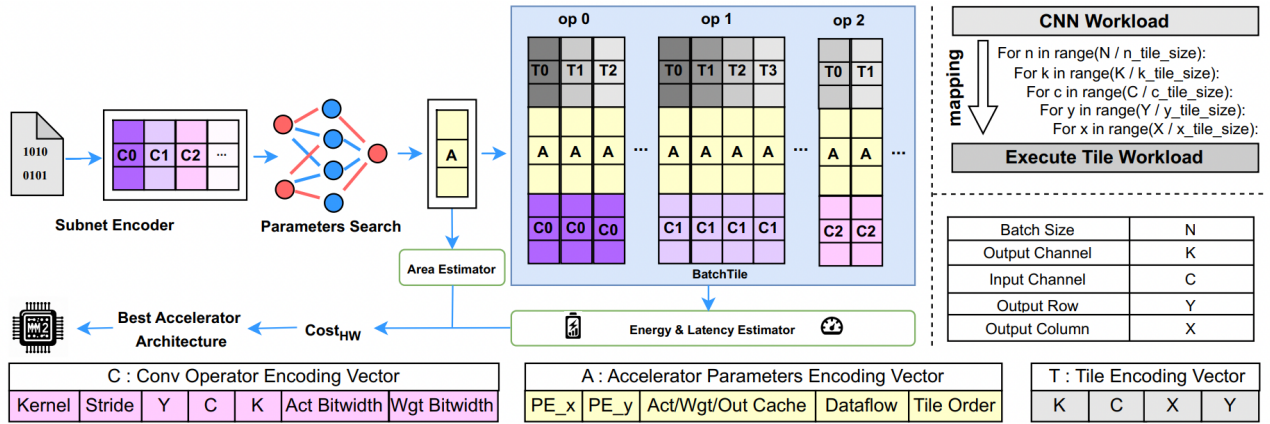 op 0
op 1
op 2
T0 T1 T2
T0 T1 T2 T3
T0 T1
1010
0101
C0 C1 C2 ...
A
A A A ...
A A A A ...
A A ...
C0 C0 C0
C1 C1 C1 C1
C2 C2
BatchTile
Subnet Encoder
Parameters Search
Area Estimator
Energy & Latency Estimator
CostHW
Best Accelerator
Architecture
CNN Workload
mapping
For n in range(N / n_tile_size):
For k in range(K / k_tile_size):
For c in range(C / c_tile_size):
For y in range(Y / y_tile_size):
For x in range(X / x_tile_size):
Execute Tile Workload
Batch Size N
Output Channel K
Input Channel C
Output Row Y
Output Column X
C : Conv Operator Encoding Vector
Kernel Stride Y C K Act Bitwidth Wgt Bitwidth
A : Accelerator Parameters Encoding Vector
PE_x PE_y Act/Wgt/Out Cache Dataflow Tile Order
T : Tile Encoding Vector
K C X Y